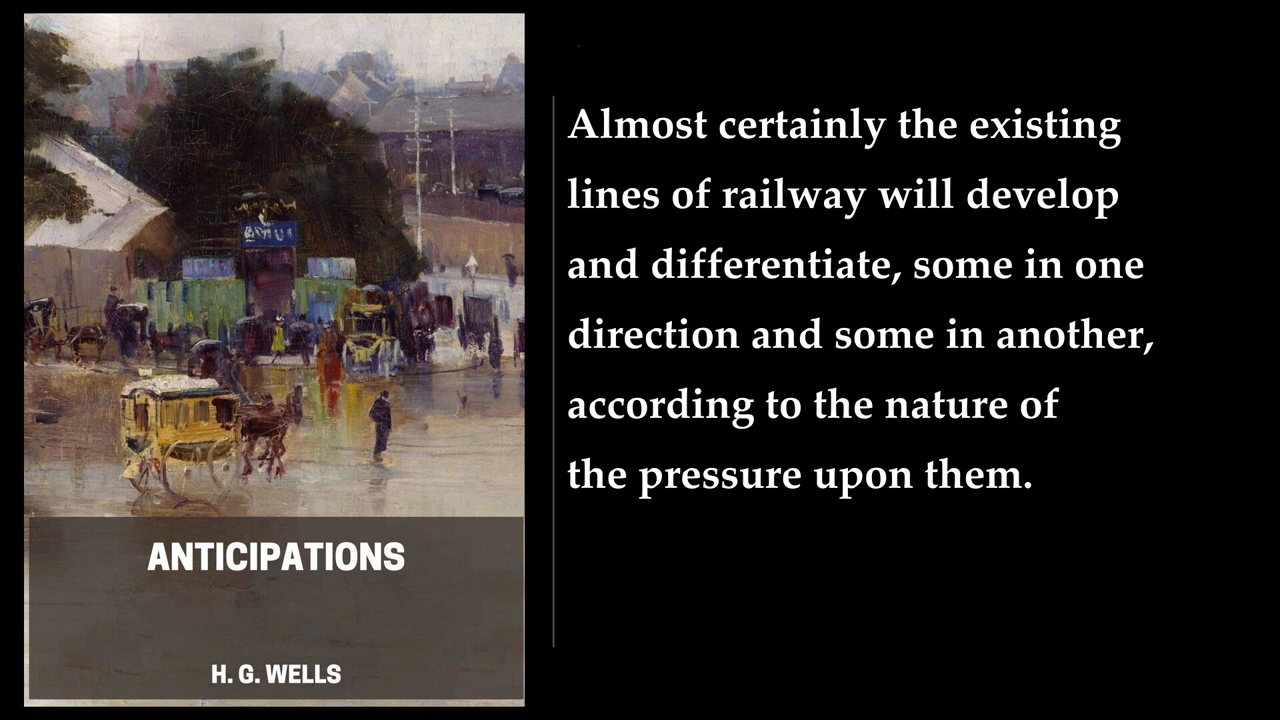 ANTICIPATIONS
H. G. WELLS
Almost certainly the existing
lines of railway will develop
and differentiate, some in one
direction and some in another,
according to the nature of
the pressure upon them.